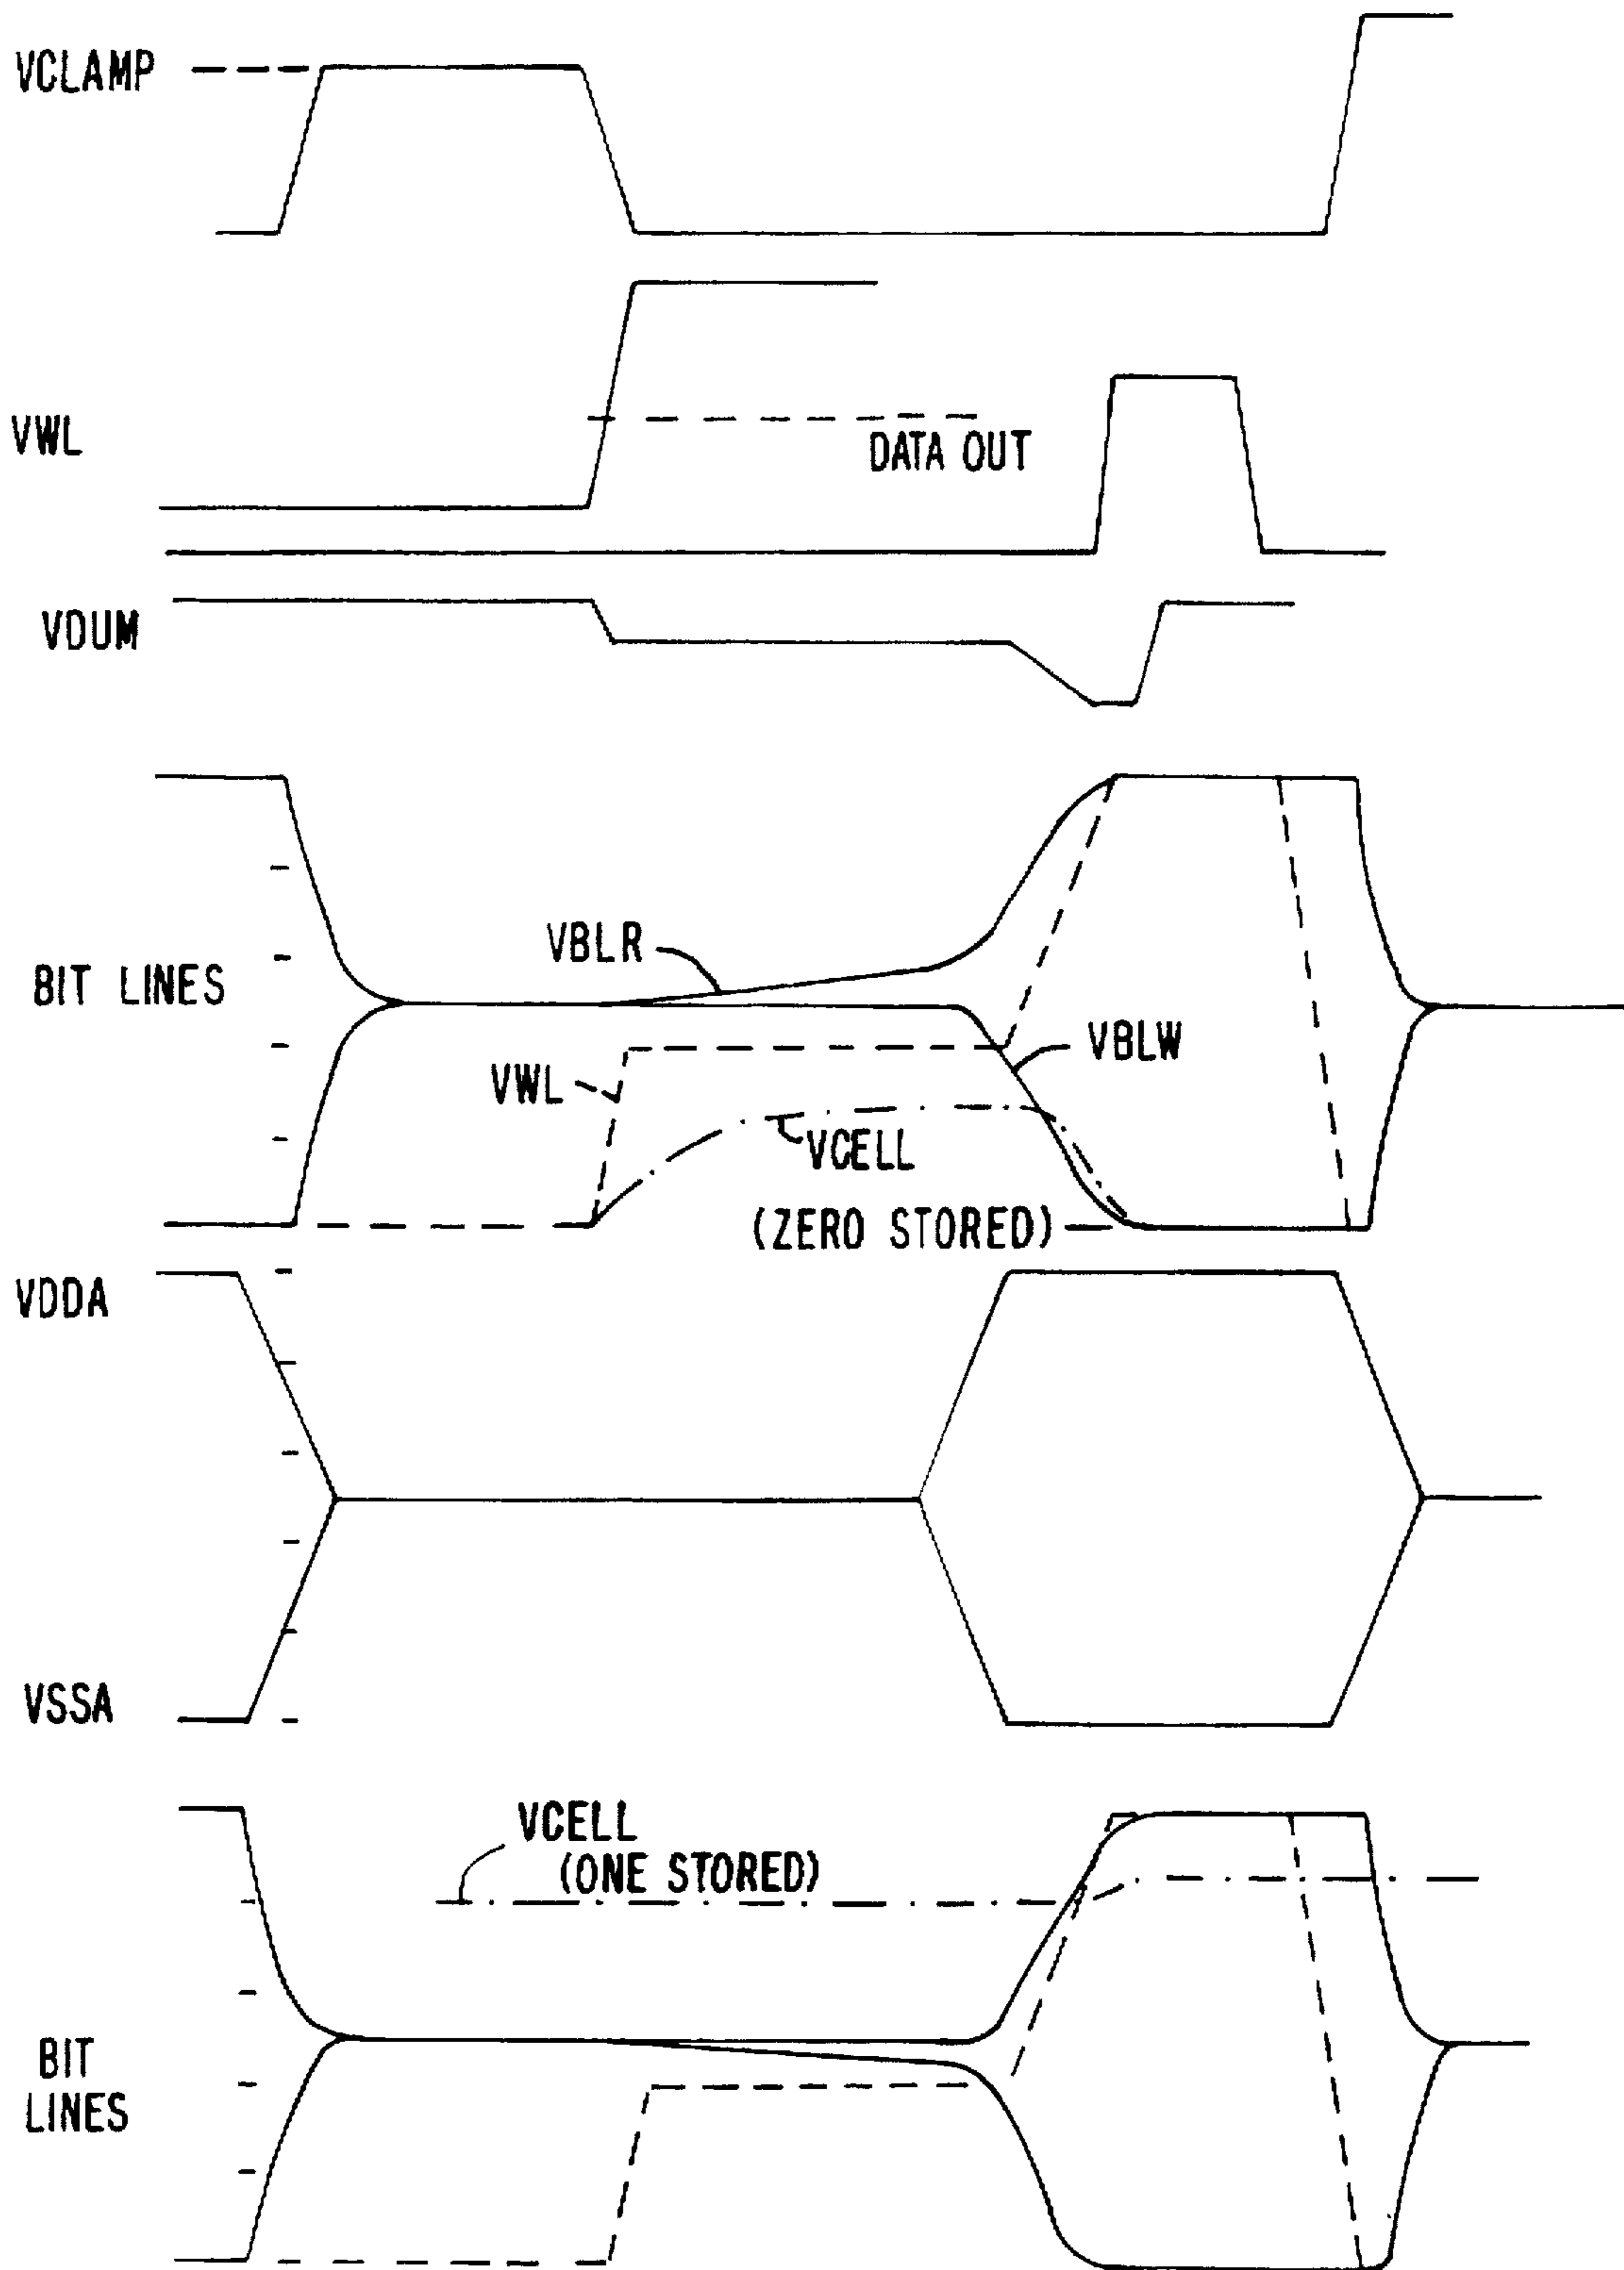 VCLAMP
VWL
DATA OUT
VDUM
VBLR
BIT LINES
VBLW
VWL
VCELL
(ZERO STORED)
VDDA
VSSA
VCELL
(ONE STORED)
BIT
LINES